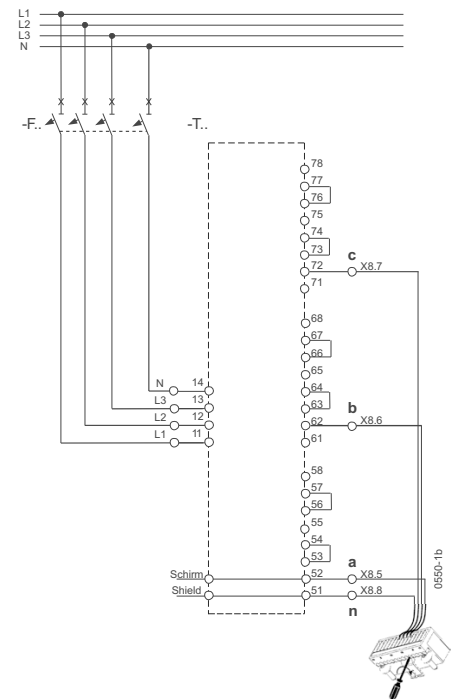 L1
L2
L3
N
-F..
-T..
78
77
76
75
74
73
c
72 X8.7
71
68
67
66
65
N 14
64
L3 13
63
b
L2 12
62 X8.6
L1 11
61
58
57
56
55
54
53
a
Schirm
52 X8.5
Shield
51 X8.8
n
0550-1b